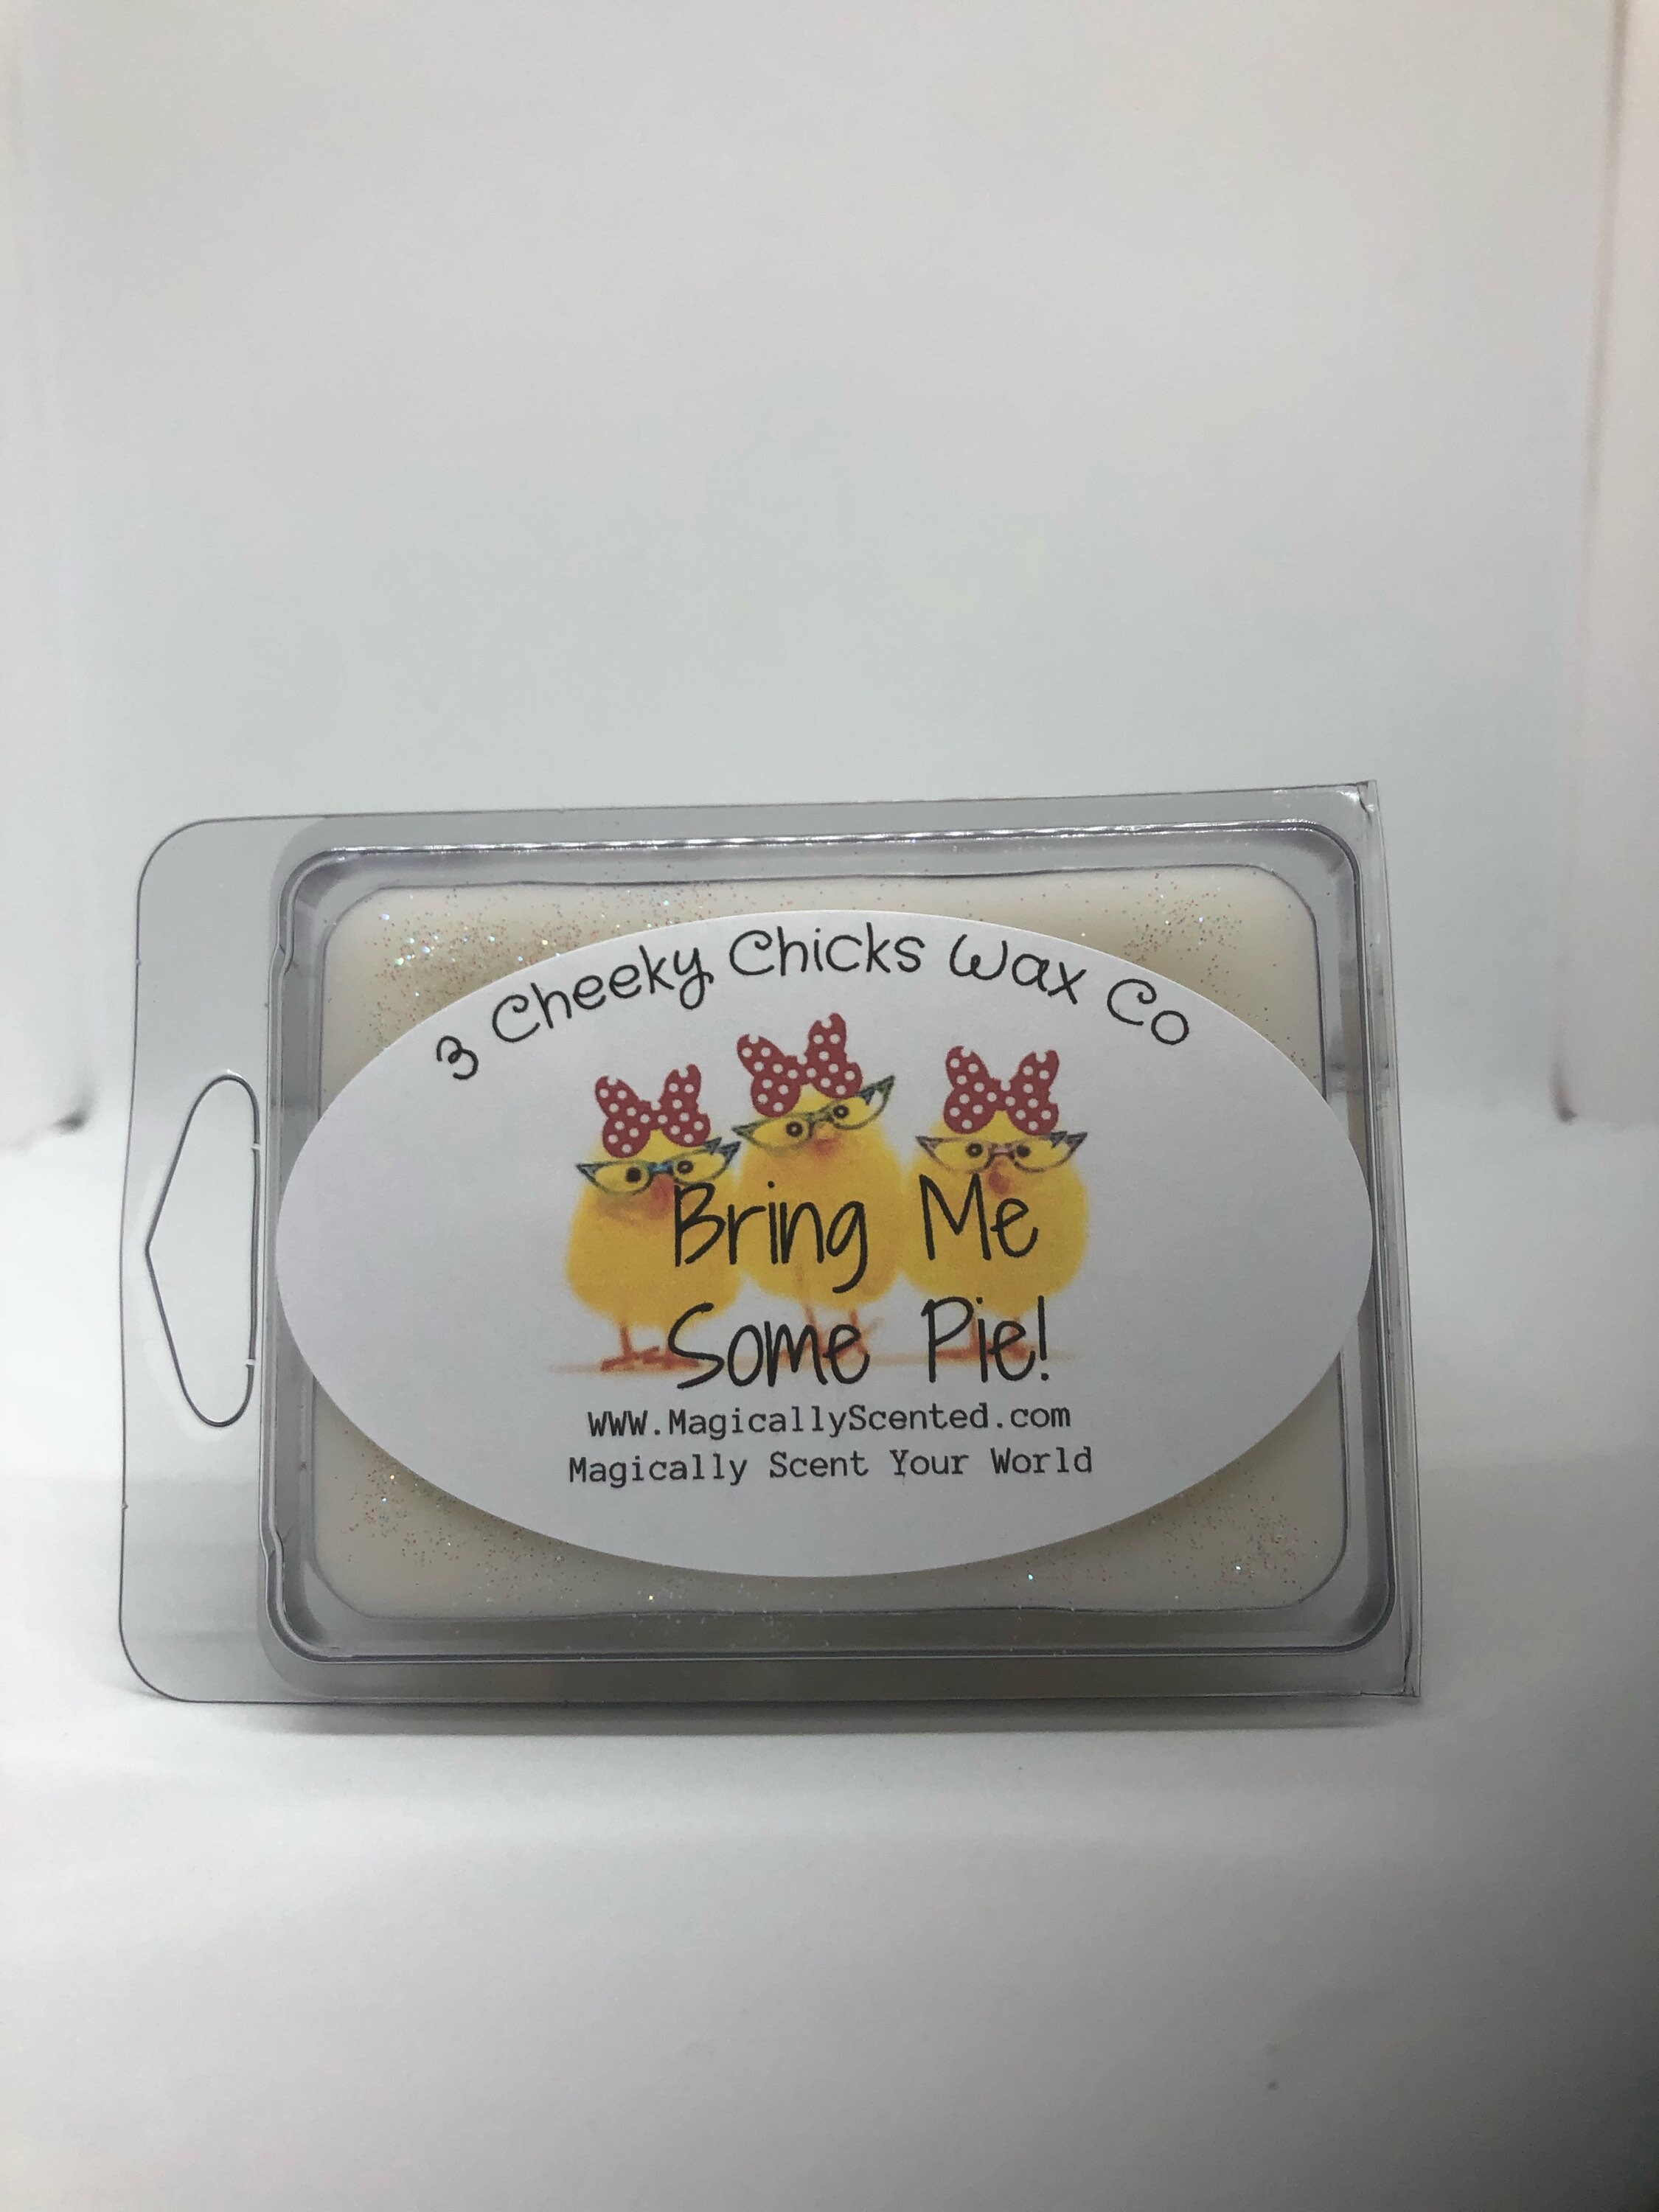 3 Cheeky Chicks Wax Co
Bring Me
Some Pie!
WWW.MagicallyScented.com
Magically Scent Your World